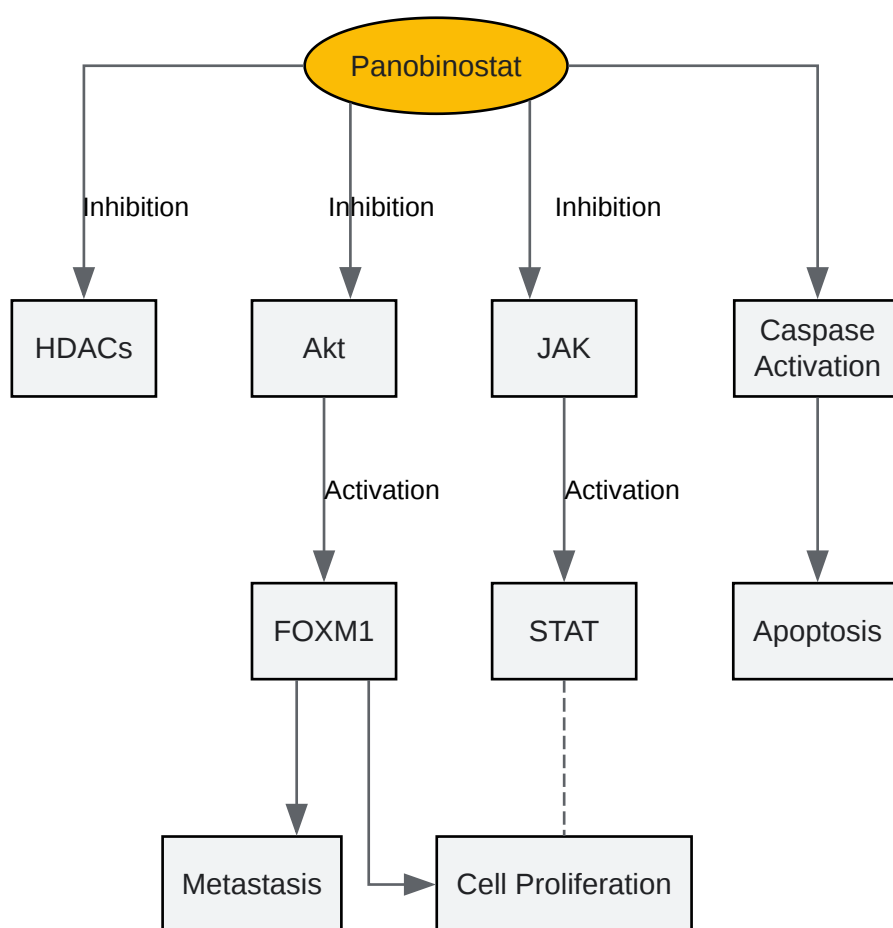 Panobinostat
Inhibition
Inhibition
Inhibition
HDACs
Akt
JAK
Caspase
Activation
Activation
Activation
FOXM1
STAT
Apoptosis
Metastasis
Cell Proliferation